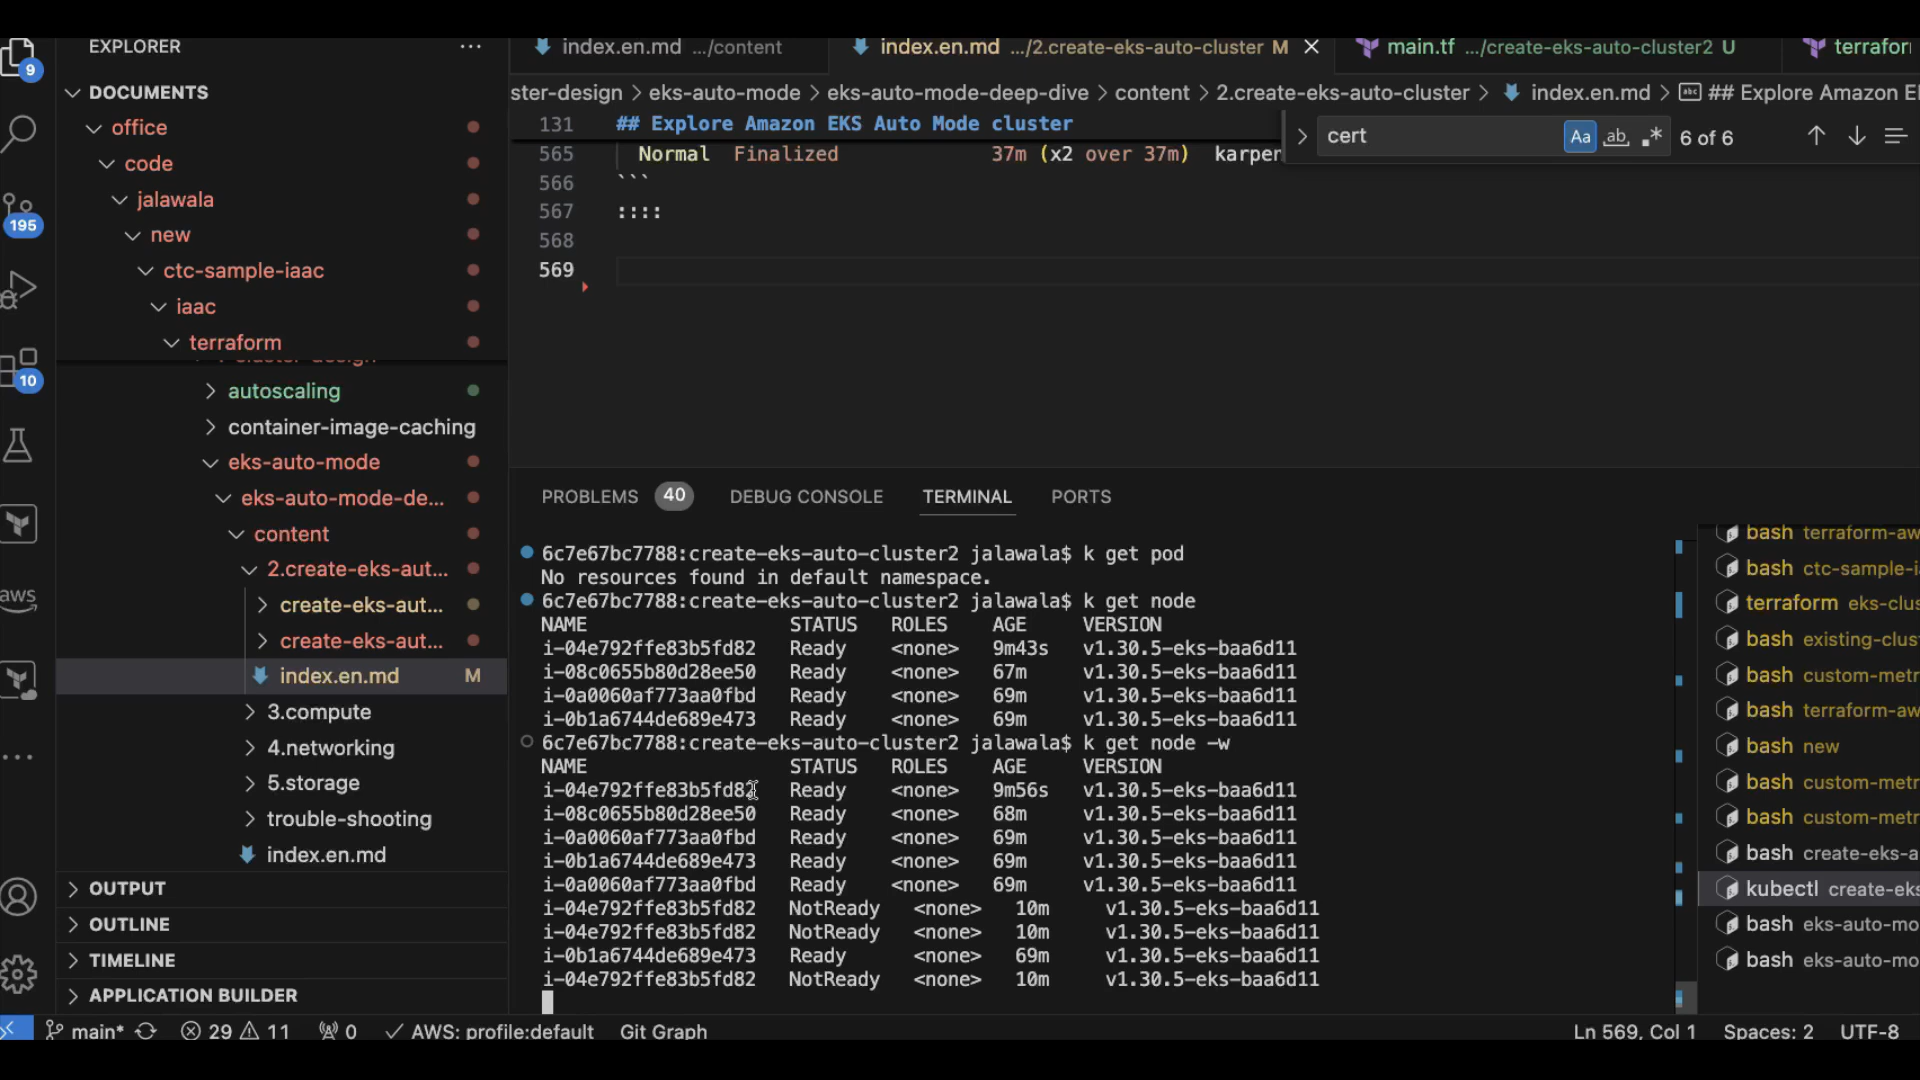 EXPLORER
9
DOCUMENTS
office
code
jalawala
new
ctc-sample-iaac
iaac
terraform
autoscaling
container-image-caching
eks-auto-mode
eks-auto-mode-de...
content
2.create-eks-aut...
create-eks-aut...
create-eks-aut...
index.en.md M
3.compute
4.networking
5.storage
trouble-shooting
index.en.md
OUTPUT
OUTLINE
TIMELINE
APPLICATION BUILDER
195
10
aws
index.en.md .../content
index.en.md .../2.create-eks-auto-cluster M
main.tf .../create-eks-auto-cluster2 U
terrafor
ster-design > eks-auto-mode > eks-auto-mode-deep-dive > content > 2.create-eks-auto-cluster > index.en.md > ## Explore Amazon E
cert
Aa ab .* 6 of 6
131 ## Explore Amazon EKS Auto Mode cluster
565 Normal Finalized 37m (x2 over 37m) karpen
566 ```
567 ::::
568
569
PROBLEMS 40 DEBUG CONSOLE TERMINAL PORTS
6c7e67bc7788:create-eks-auto-cluster2 jalawala$ k get pod
No resources found in default namespace.
6c7e67bc7788:create-eks-auto-cluster2 jalawala$ k get node
NAME STATUS ROLES AGE VERSION
i-04e792ffe83b5fd82 Ready <none> 9m43s v1.30.5-eks-baa6d11
i-08c0655b80d28ee50 Ready <none> 67m v1.30.5-eks-baa6d11
i-0a0060af773aa0fbd Ready <none> 69m v1.30.5-eks-baa6d11
i-0b1a6744de689e473 Ready <none> 69m v1.30.5-eks-baa6d11
6c7e67bc7788:create-eks-auto-cluster2 jalawala$ k get node -w
NAME STATUS ROLES AGE VERSION
i-04e792ffe83b5fd82 Ready <none> 9m56s v1.30.5-eks-baa6d11
i-08c0655b80d28ee50 Ready <none> 68m v1.30.5-eks-baa6d11
i-0a0060af773aa0fbd Ready <none> 69m v1.30.5-eks-baa6d11
i-0b1a6744de689e473 Ready <none> 69m v1.30.5-eks-baa6d11
i-0a0060af773aa0fbd Ready <none> 69m v1.30.5-eks-baa6d11
i-04e792ffe83b5fd82 NotReady <none> 10m v1.30.5-eks-baa6d11
i-04e792ffe83b5fd82 NotReady <none> 10m v1.30.5-eks-baa6d11
i-0b1a6744de689e473 Ready <none> 69m v1.30.5-eks-baa6d11
i-04e792ffe83b5fd82 NotReady <none> 10m v1.30.5-eks-baa6d11
bash terraform-aw
bash ctc-sample-i
terraform eks-clus
bash existing-clus
bash custom-metr
bash terraform-aw
bash new
bash custom-metr
bash custom-metr
bash create-eks-a
kubectl create-eks
bash eks-auto-mo
bash eks-auto-mo
main* 29 11 0 AWS: profile:default Git Graph
Ln 569, Col 1 Spaces: 2 UTF-8